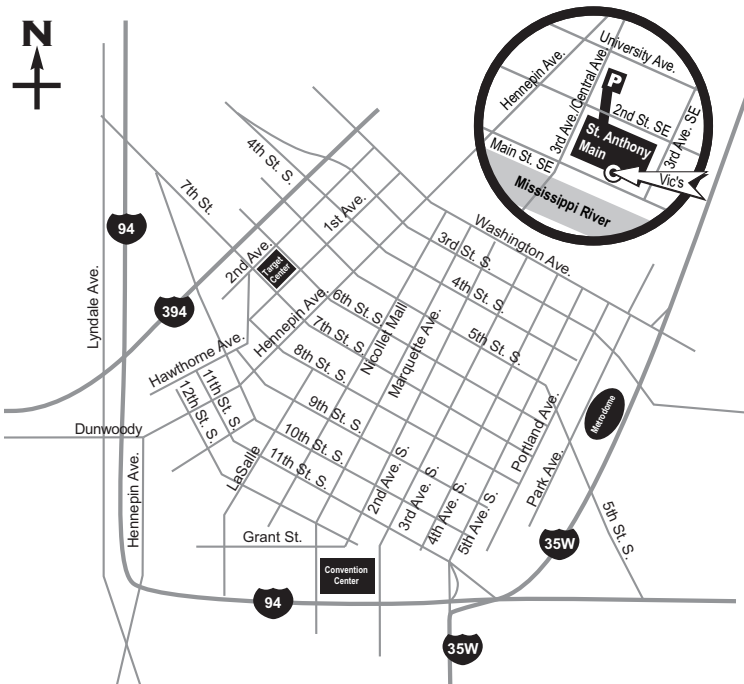 N
University Ave.
Hennepin Ave.
3rd Ave./Central Ave
P
2nd St. SE
3rd Ave. SE
St. Anthony
Main
Main St. SE
Vic's
Mississippi River
4th St. S.
7th St.
1st Ave.
2nd Ave.
Target
Center
Washington Ave.
3rd St. S.
4th St. S.
5th St. S.
94
Lyndale Ave.
394
Hennepin Ave.
6th St. S.
7th St. S.
8th St. S.
Nicollet Mall
Marquette Ave.
Hawthorne Ave.
11th St. S.
12th St. S.
9th St. S.
10th St. S.
11th St. S.
Dunwoody
Hennepin Ave.
LaSalle
2nd Ave. S.
3rd Ave. S.
4th Ave. S.
5th Ave. S.
Portland Ave.
Park Ave.
Metrodome
5th St. S.
35W
Grant St.
Convention
Center
94
35W